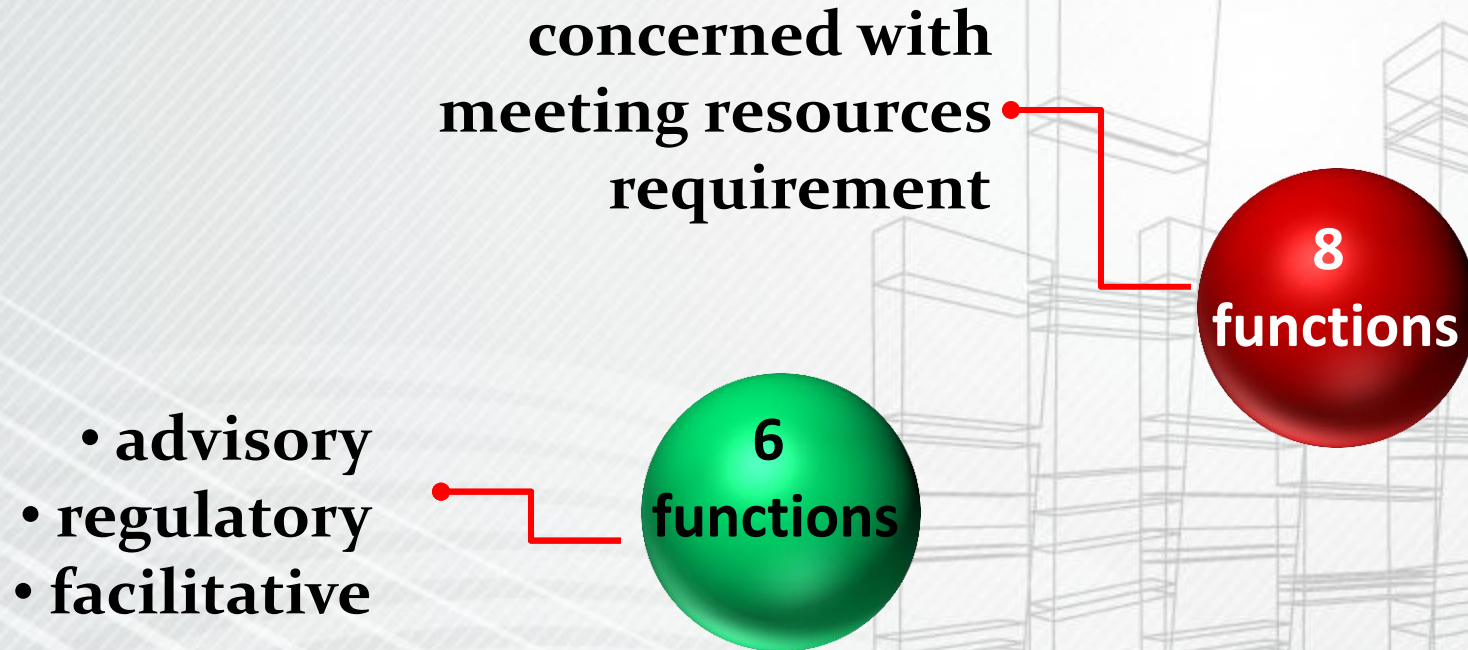 concerned with
meeting resources
requirement
8
functions
• advisory
• regulatory
• facilitative
6
functions